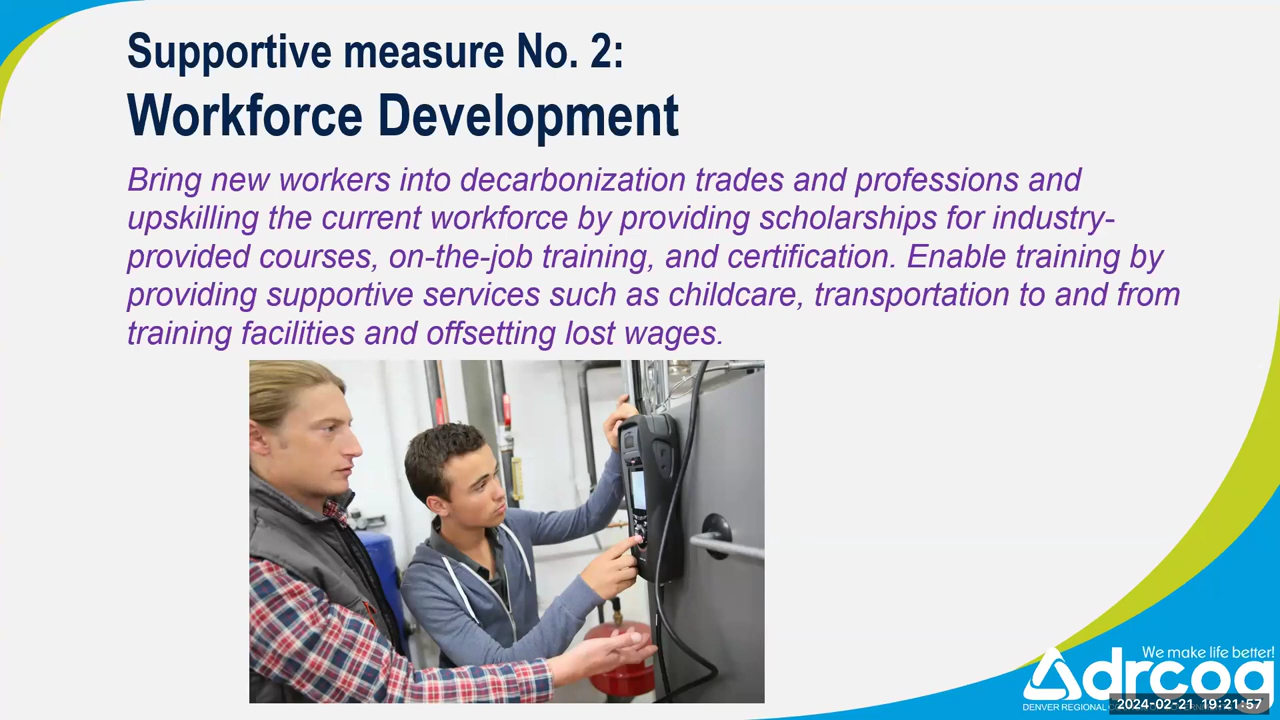 Supportive measure No. 2:
Workforce Development
Bring new workers into decarbonization trades and professions and
upskilling the current workforce by providing scholarships for industry-
provided courses, on-the-job training, and certification. Enable training by
providing supportive services such as childcare, transportation to and from
training facilities and offsetting lost wages.
We make life better!
drcog
DENVER REGIONAL
2024-02-21 19:21:57